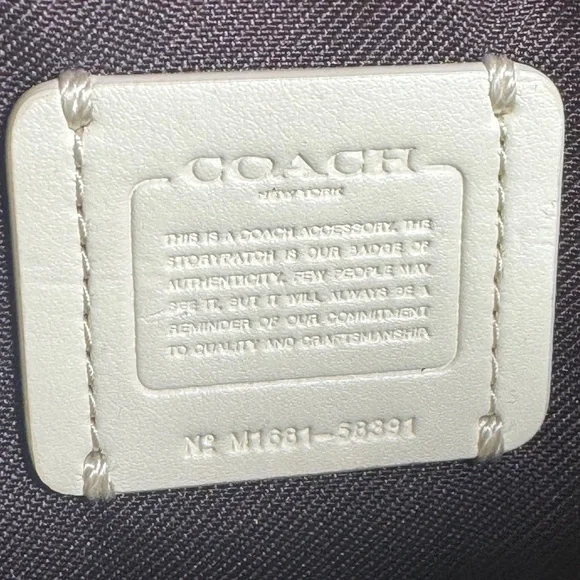 COACH
NEW YORK
THIS IS A COACH ACCESSORY. THE
STORYPATCH IS OUR BADGE OF
AUTHENTICITY. FEW PEOPLE MAY
SEE IT, BUT IT WILL ALWAYS BE A
REMINDER OF OUR COMMITMENT
TO QUALITY AND CRAFTSMANSHIP.
Nº M1681-58391